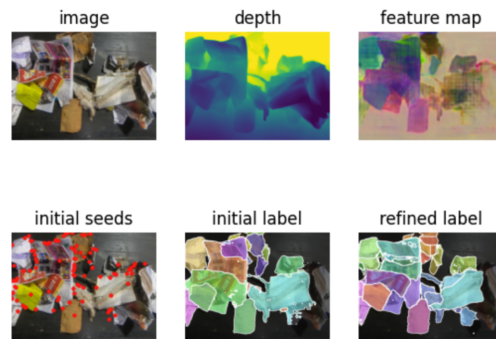 image
depth
feature map
initial seeds
initial label
refined label